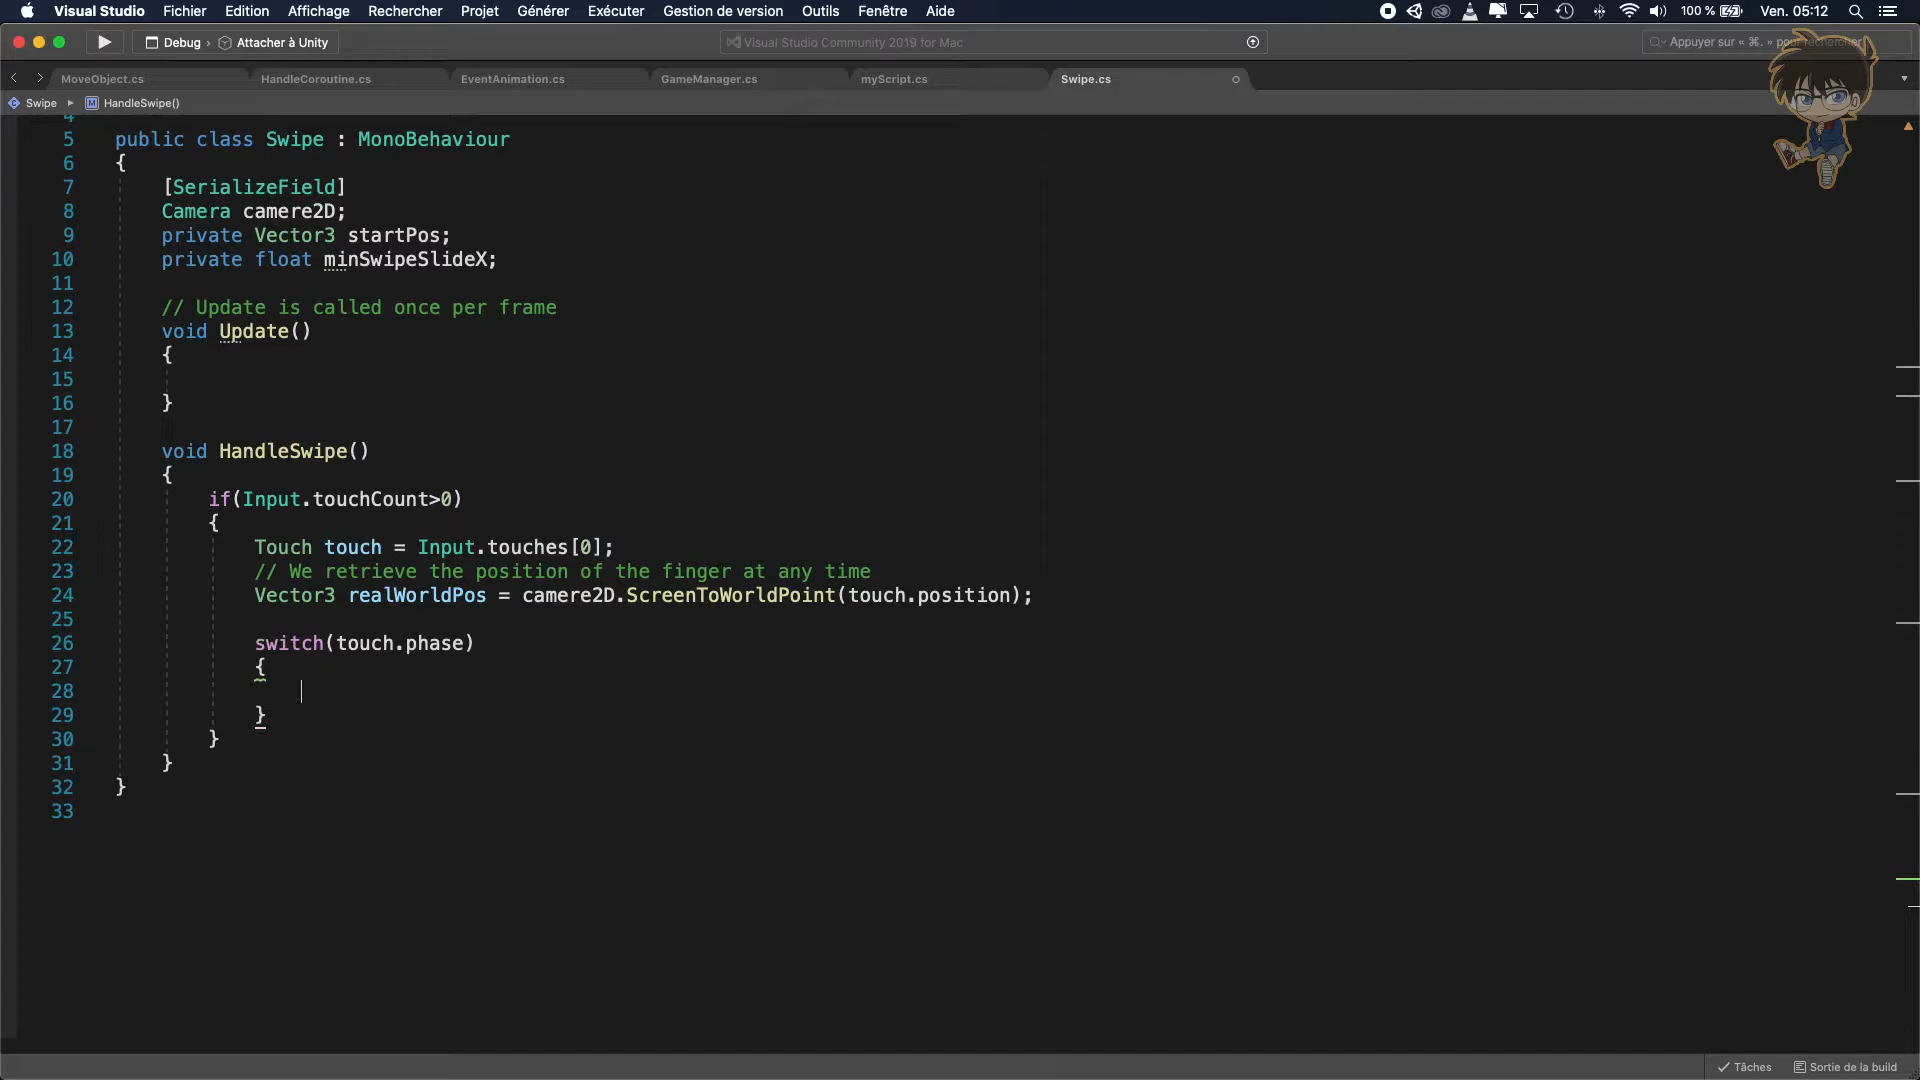 Visual Studio Fichier Edition Affichage Rechercher Projet Générer Exécuter Gestion de version Outils Fenêtre Aide 100 % Ven. 05:12
Debug › Attacher à Unity Visual Studio Community 2019 for Mac Appuyer sur « ⌘. » pour rechercher
MoveObject.cs HandleCoroutine.cs EventAnimation.cs GameManager.cs myScript.cs Swipe.cs
Swipe ▸ M HandleSwipe()
4
5 public class Swipe : MonoBehaviour
6 {
7 [SerializeField]
8 Camera camere2D;
9 private Vector3 startPos;
10 private float minSwipeSlideX;
11
12 // Update is called once per frame
13 void Update()
14 {
15
16 }
17
18 void HandleSwipe()
19 {
20 if(Input.touchCount>0)
21 {
22 Touch touch = Input.touches[0];
23 // We retrieve the position of the finger at any time
24 Vector3 realWorldPos = camere2D.ScreenToWorldPoint(touch.position);
25
26 switch(touch.phase)
27 {
28
29 }
30 }
31 }
32 }
33
Tâches Sortie de la build